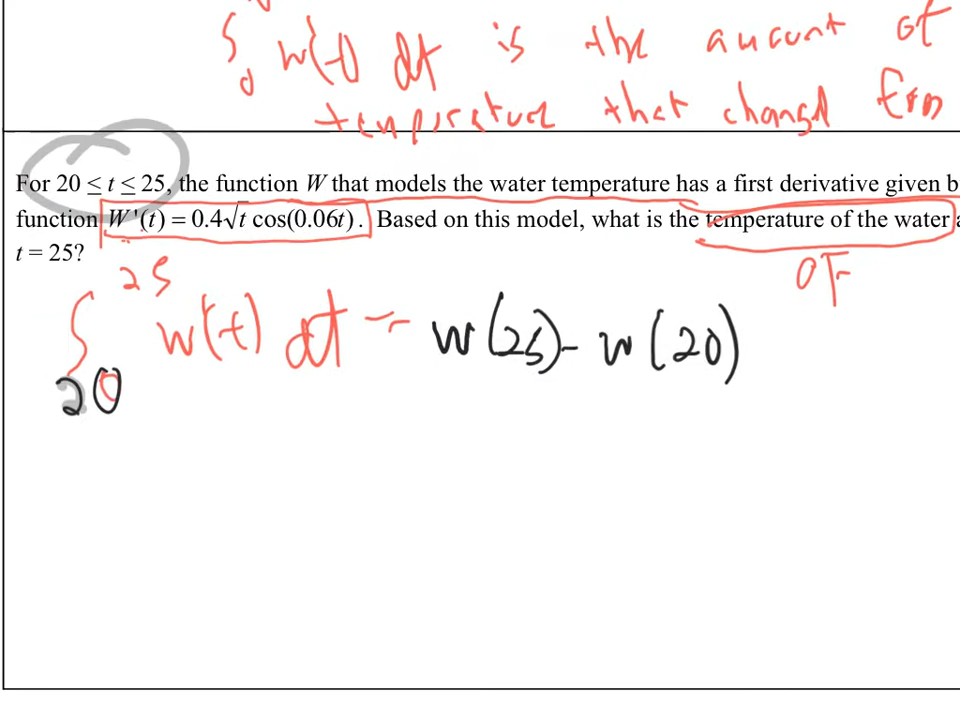 ∫₀ W'(t) dt is the amount of
temperature that changed from
For 20 ≤ t ≤ 25, the function W that models the water temperature has a first derivative given b
function W '(t) = 0.4√t cos(0.06t). Based on this model, what is the temperature of the water a
t = 25?
°F
∫₂₀²⁵ W'(t) dt = W(25) - W(20)